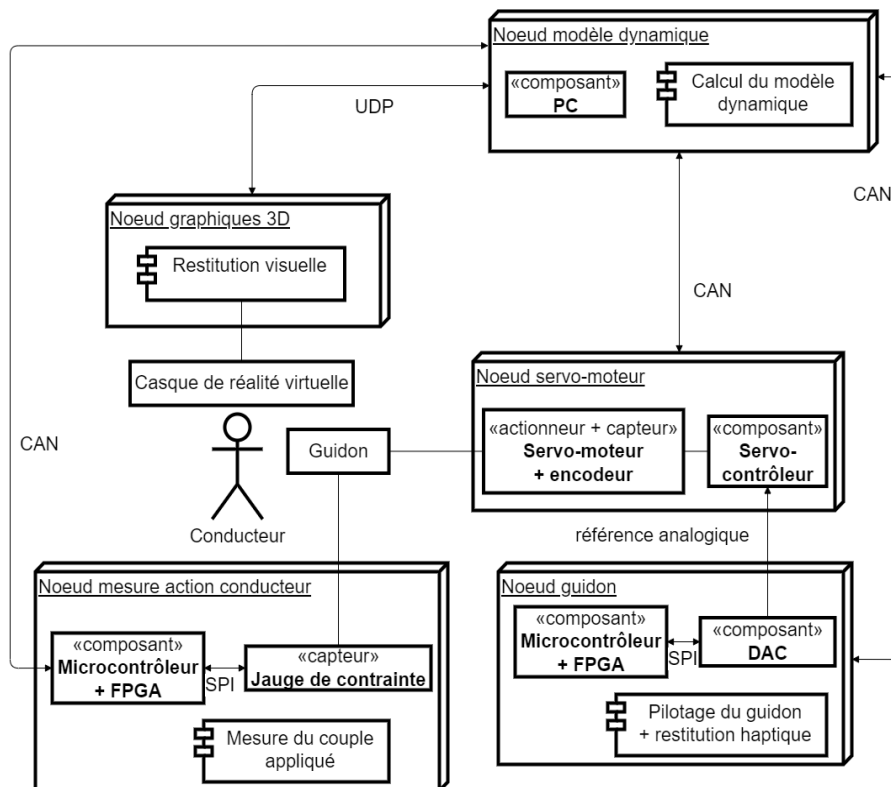 Noeud modèle dynamique
«composant»
PC
Calcul du modèle
dynamique
UDP
CAN
Noeud graphiques 3D
Restitution visuelle
CAN
Casque de réalité virtuelle
Noeud servo-moteur
«actionneur + capteur»
Servo-moteur
+ encodeur
«composant»
Servo-
contrôleur
CAN
Guidon
Conducteur
référence analogique
Noeud mesure action conducteur
«composant»
Microcontrôleur
+ FPGA
SPI
«capteur»
Jauge de contrainte
Mesure du couple
appliqué
Noeud guidon
«composant»
Microcontrôleur
+ FPGA
SPI
«composant»
DAC
Pilotage du guidon
+ restitution haptique